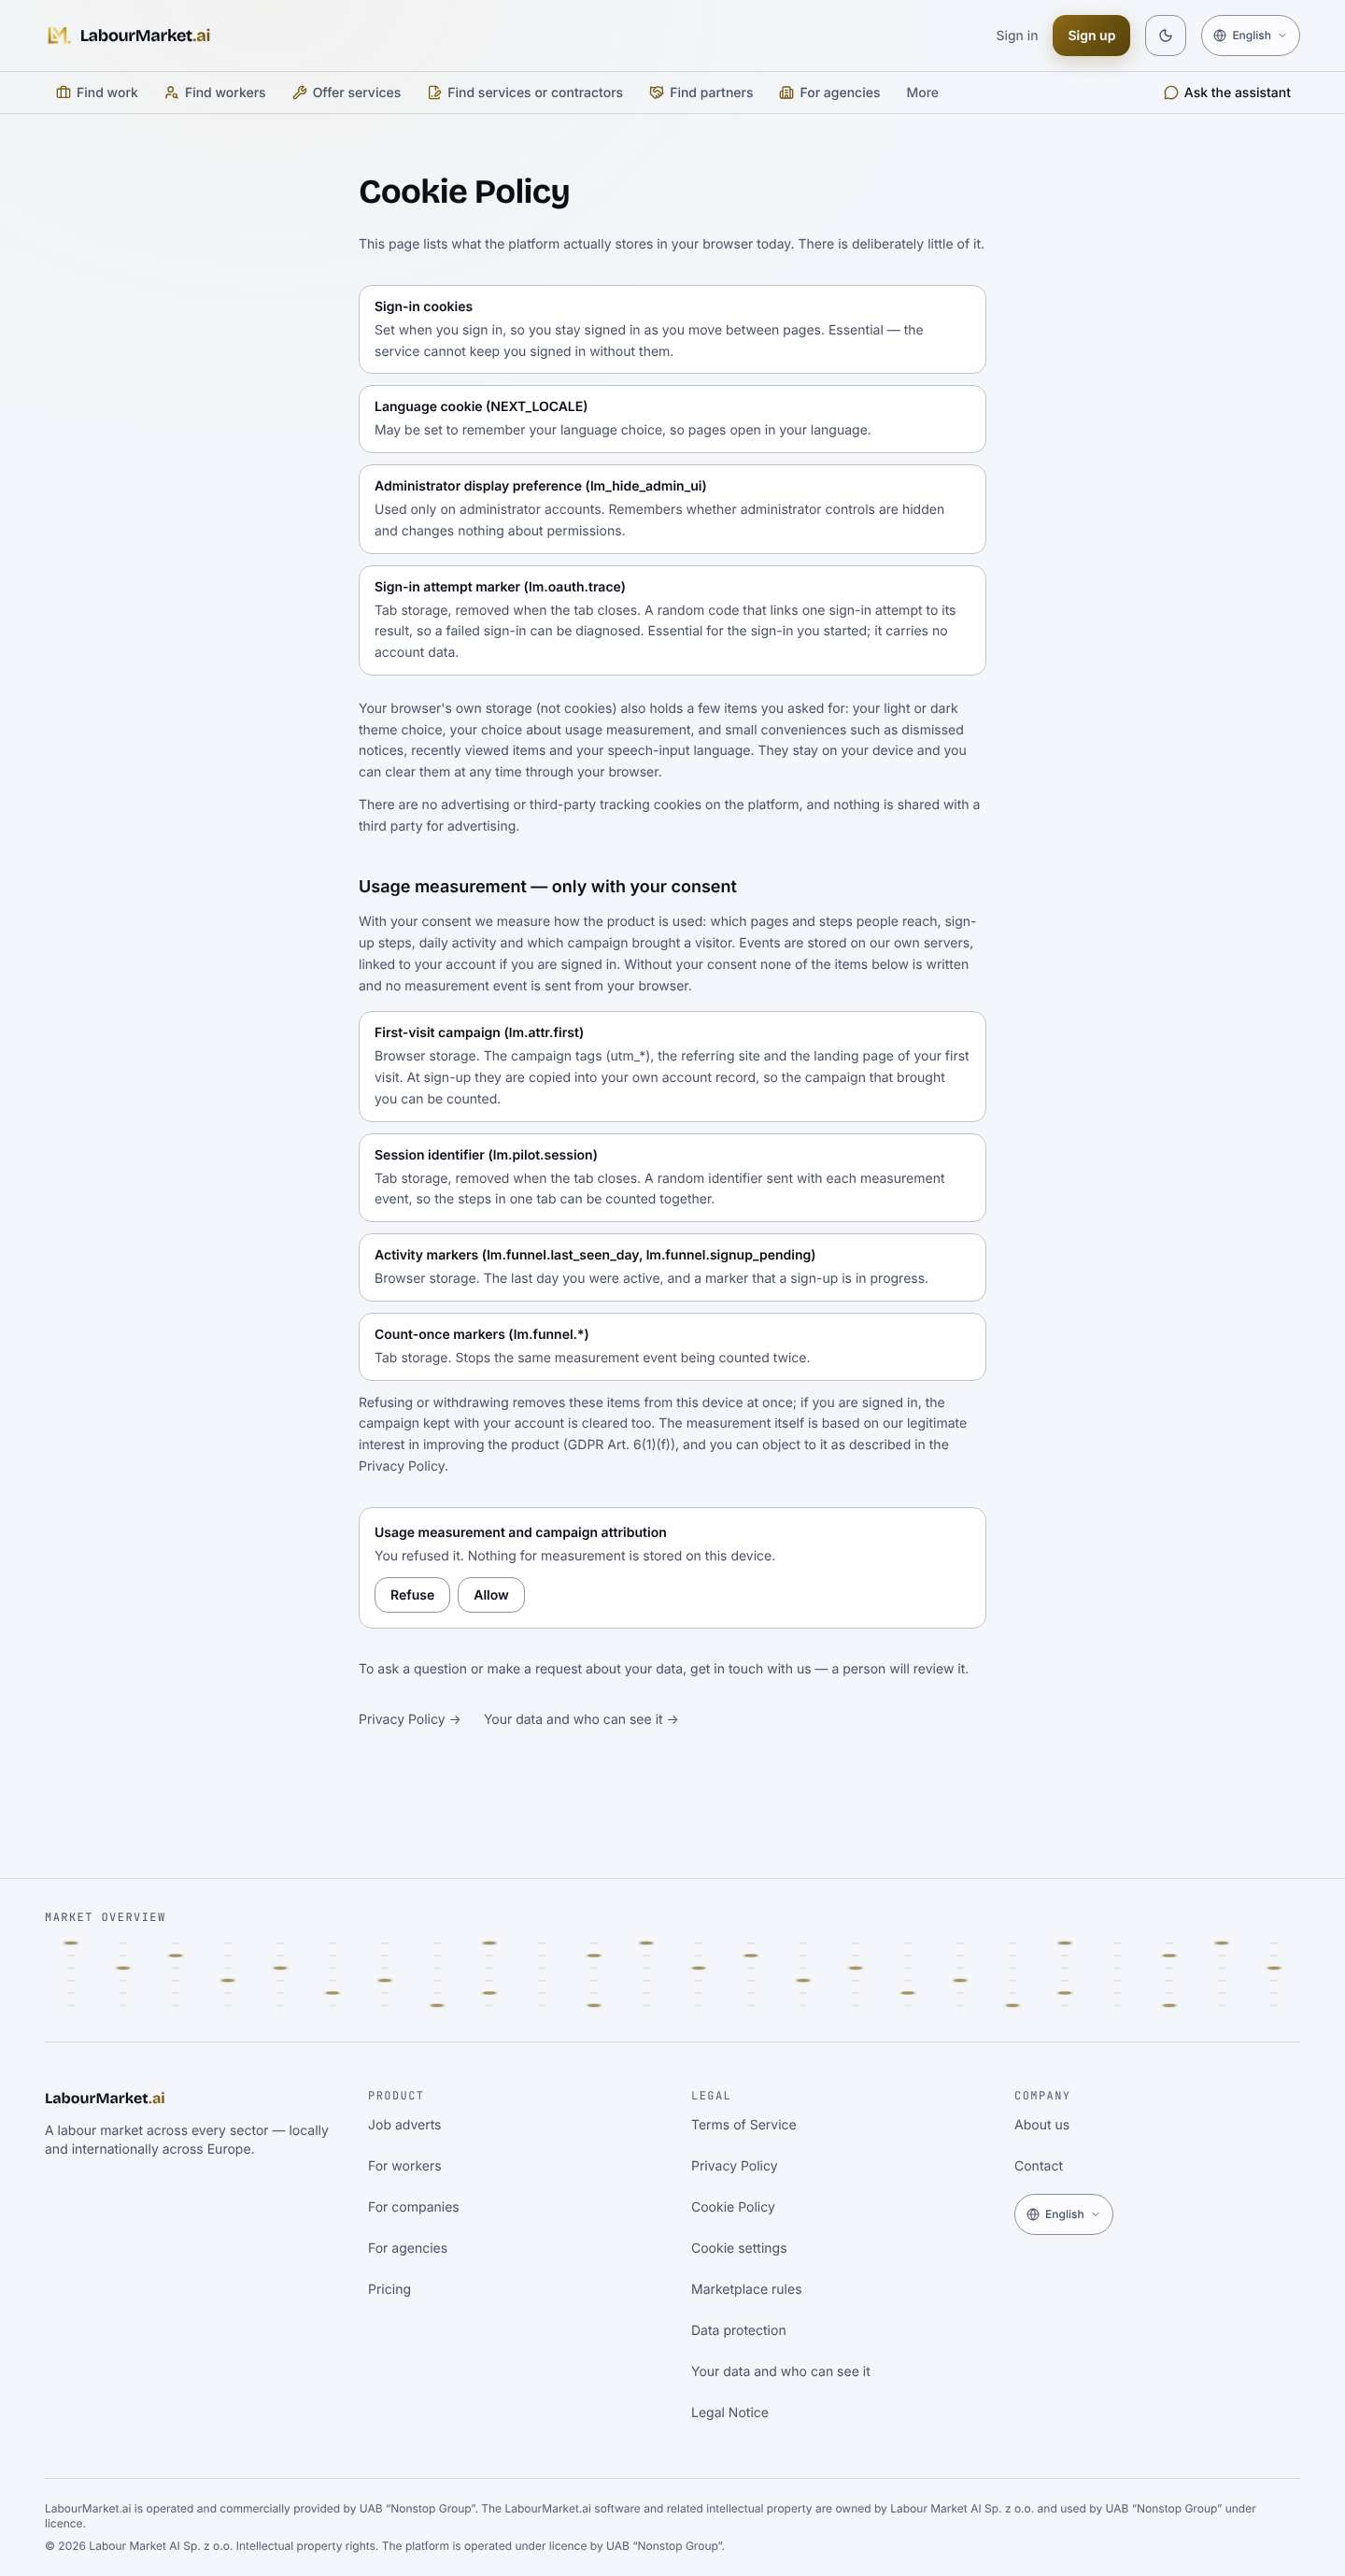 LabourMarket.ai
Sign in
Sign up
English
Find work
Find workers
Offer services
Find services or contractors
Find partners
For agencies
More
Ask the assistant
Cookie Policy
This page lists what the platform actually stores in your browser today. There is deliberately little of it.
Sign-in cookies
Set when you sign in, so you stay signed in as you move between pages. Essential — the
service cannot keep you signed in without them.
Language cookie (NEXT_LOCALE)
May be set to remember your language choice, so pages open in your language.
Administrator display preference (lm_hide_admin_ui)
Used only on administrator accounts. Remembers whether administrator controls are hidden
and changes nothing about permissions.
Sign-in attempt marker (lm.oauth.trace)
Tab storage, removed when the tab closes. A random code that links one sign-in attempt to its
result, so a failed sign-in can be diagnosed. Essential for the sign-in you started; it carries no
account data.
Your browser's own storage (not cookies) also holds a few items you asked for: your light or dark
theme choice, your choice about usage measurement, and small conveniences such as dismissed
notices, recently viewed items and your speech-input language. They stay on your device and you
can clear them at any time through your browser.
There are no advertising or third-party tracking cookies on the platform, and nothing is shared with a
third party for advertising.
Usage measurement — only with your consent
With your consent we measure how the product is used: which pages and steps people reach, sign-
up steps, daily activity and which campaign brought a visitor. Events are stored on our own servers,
linked to your account if you are signed in. Without your consent none of the items below is written
and no measurement event is sent from your browser.
First-visit campaign (lm.attr.first)
Browser storage. The campaign tags (utm_*), the referring site and the landing page of your first
visit. At sign-up they are copied into your own account record, so the campaign that brought
you can be counted.
Session identifier (lm.pilot.session)
Tab storage, removed when the tab closes. A random identifier sent with each measurement
event, so the steps in one tab can be counted together.
Activity markers (lm.funnel.last_seen_day, lm.funnel.signup_pending)
Browser storage. The last day you were active, and a marker that a sign-up is in progress.
Count-once markers (lm.funnel.*)
Tab storage. Stops the same measurement event being counted twice.
Refusing or withdrawing removes these items from this device at once; if you are signed in, the
campaign kept with your account is cleared too. The measurement itself is based on our legitimate
interest in improving the product (GDPR Art. 6(1)(f)), and you can object to it as described in the
Privacy Policy.
Usage measurement and campaign attribution
You refused it. Nothing for measurement is stored on this device.
Refuse
Allow
To ask a question or make a request about your data, get in touch with us — a person will review it.
Privacy Policy →
Your data and who can see it →
MARKET OVERVIEW
LabourMarket.ai
A labour market across every sector — locally
and internationally across Europe.
PRODUCT
Job adverts
For workers
For companies
For agencies
Pricing
LEGAL
Terms of Service
Privacy Policy
Cookie Policy
Cookie settings
Marketplace rules
Data protection
Your data and who can see it
Legal Notice
COMPANY
About us
Contact
English
LabourMarket.ai is operated and commercially provided by UAB “Nonstop Group”. The LabourMarket.ai software and related intellectual property are owned by Labour Market AI Sp. z o.o. and used by UAB “Nonstop Group” under
licence.
© 2026 Labour Market AI Sp. z o.o. Intellectual property rights. The platform is operated under licence by UAB “Nonstop Group”.